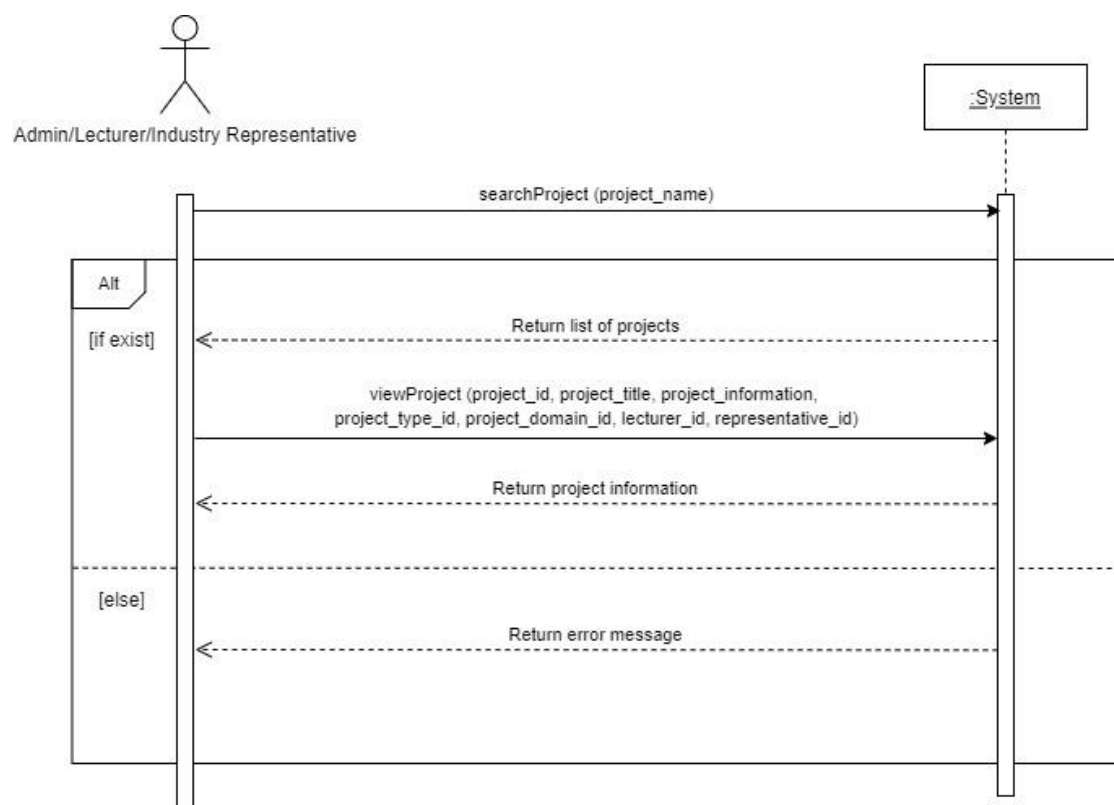 :System
Admin/Lecturer/Industry Representative
searchProject (project_name)
Alt
Return list of projects
[if exist]
viewProject (project_id, project_title, project_information,
project_type_id, project_domain_id, lecturer_id, representative_id)
Return project information
[else]
Return error message